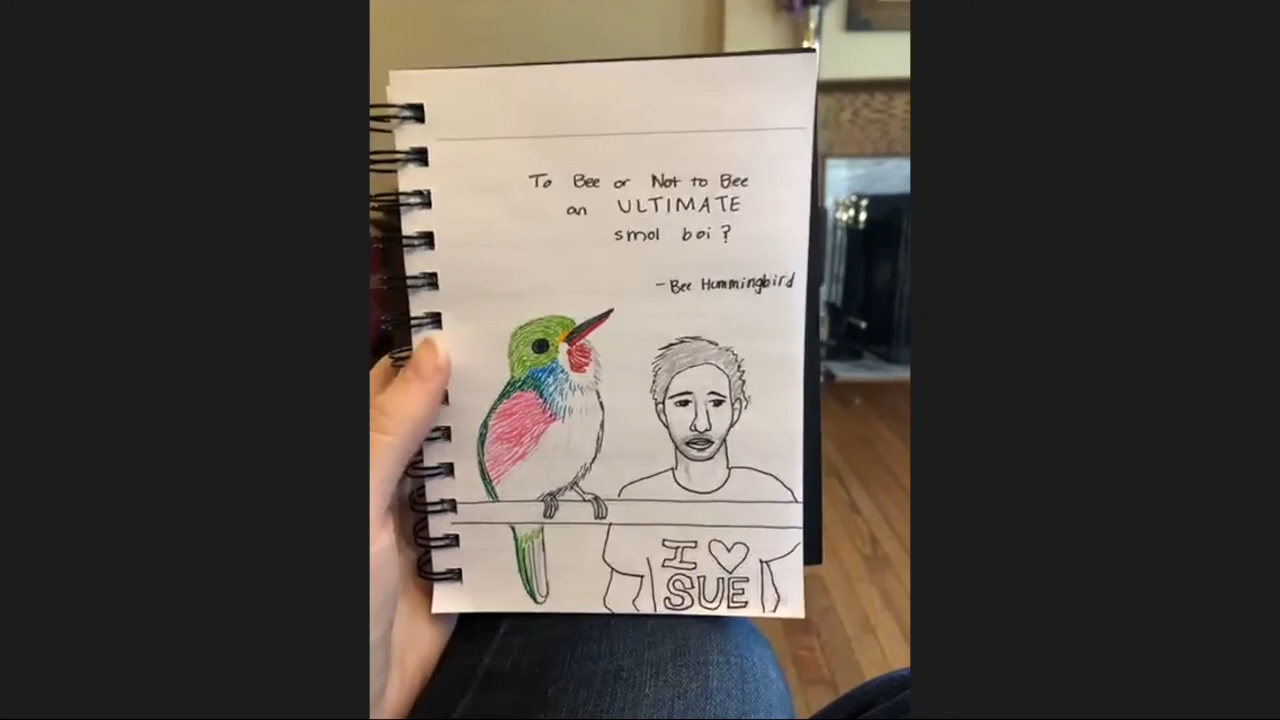 To Bee or Not to Bee
an ULTIMATE
smol boi?
- Bee Hummingbird
I ♡
SUE